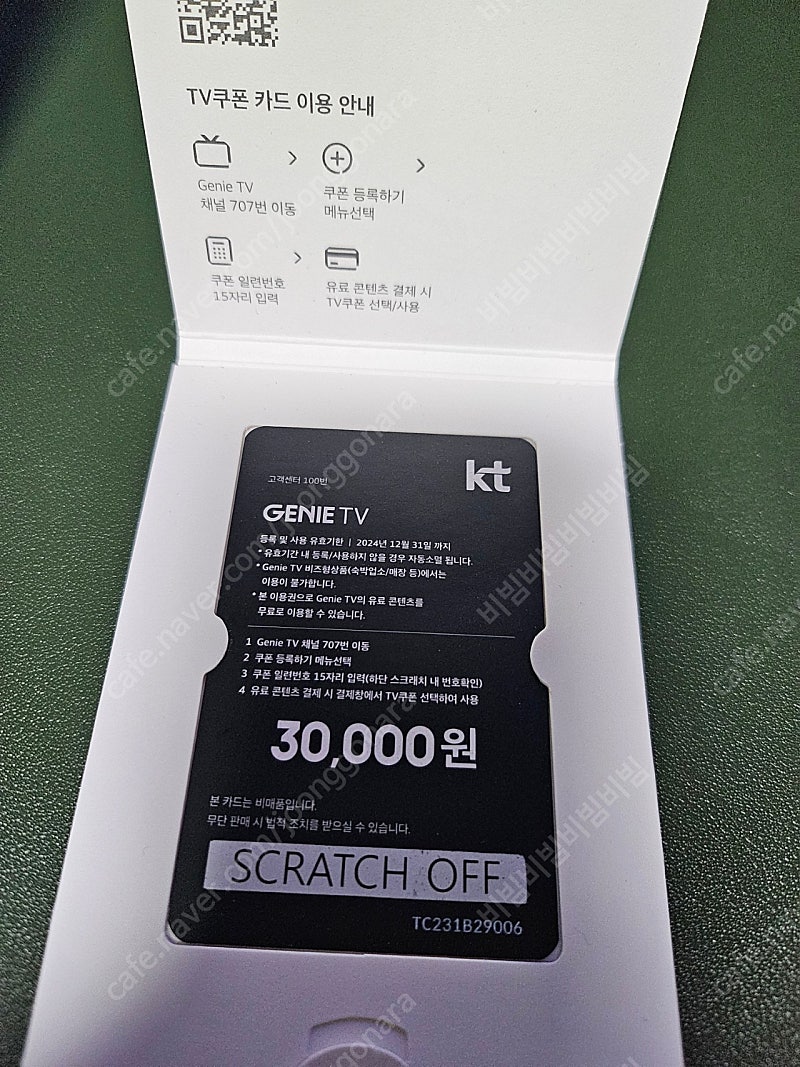 TV쿠폰 카드 이용 안내
Genie TV
채널 707번 이동
쿠폰 등록하기
메뉴선택
쿠폰 일련번호
15자리 입력
유료 콘텐츠 결제 시
TV쿠폰 선택/사용
고객센터 100번
kt
GENIE TV
등록 및 사용 유효기한 | 2024년 12월 31일 까지
* 유효기간 내 등록/사용하지 않을 경우 자동소멸 됩니다.
* Genie TV 비즈형상품(숙박업소/매장 등)에서는
이용이 불가합니다.
* 본 이용권으로 Genie TV의 유료 콘텐츠를
무료로 이용할 수 있습니다.
1 Genie TV 채널 707번 이동
2 쿠폰 등록하기 메뉴선택
3 쿠폰 일련번호 15자리 입력(하단 스크래치 내 번호확인)
4 유료 콘텐츠 결제 시 결제창에서 TV쿠폰 선택하여 사용
30,000원
본 카드는 비매품입니다.
무단 판매 시 법적 조치를 받으실 수 있습니다.
SCRATCH OFF
TC231B29006
cafe.naver.com/joonggonara
비빔비빔비빔비빔